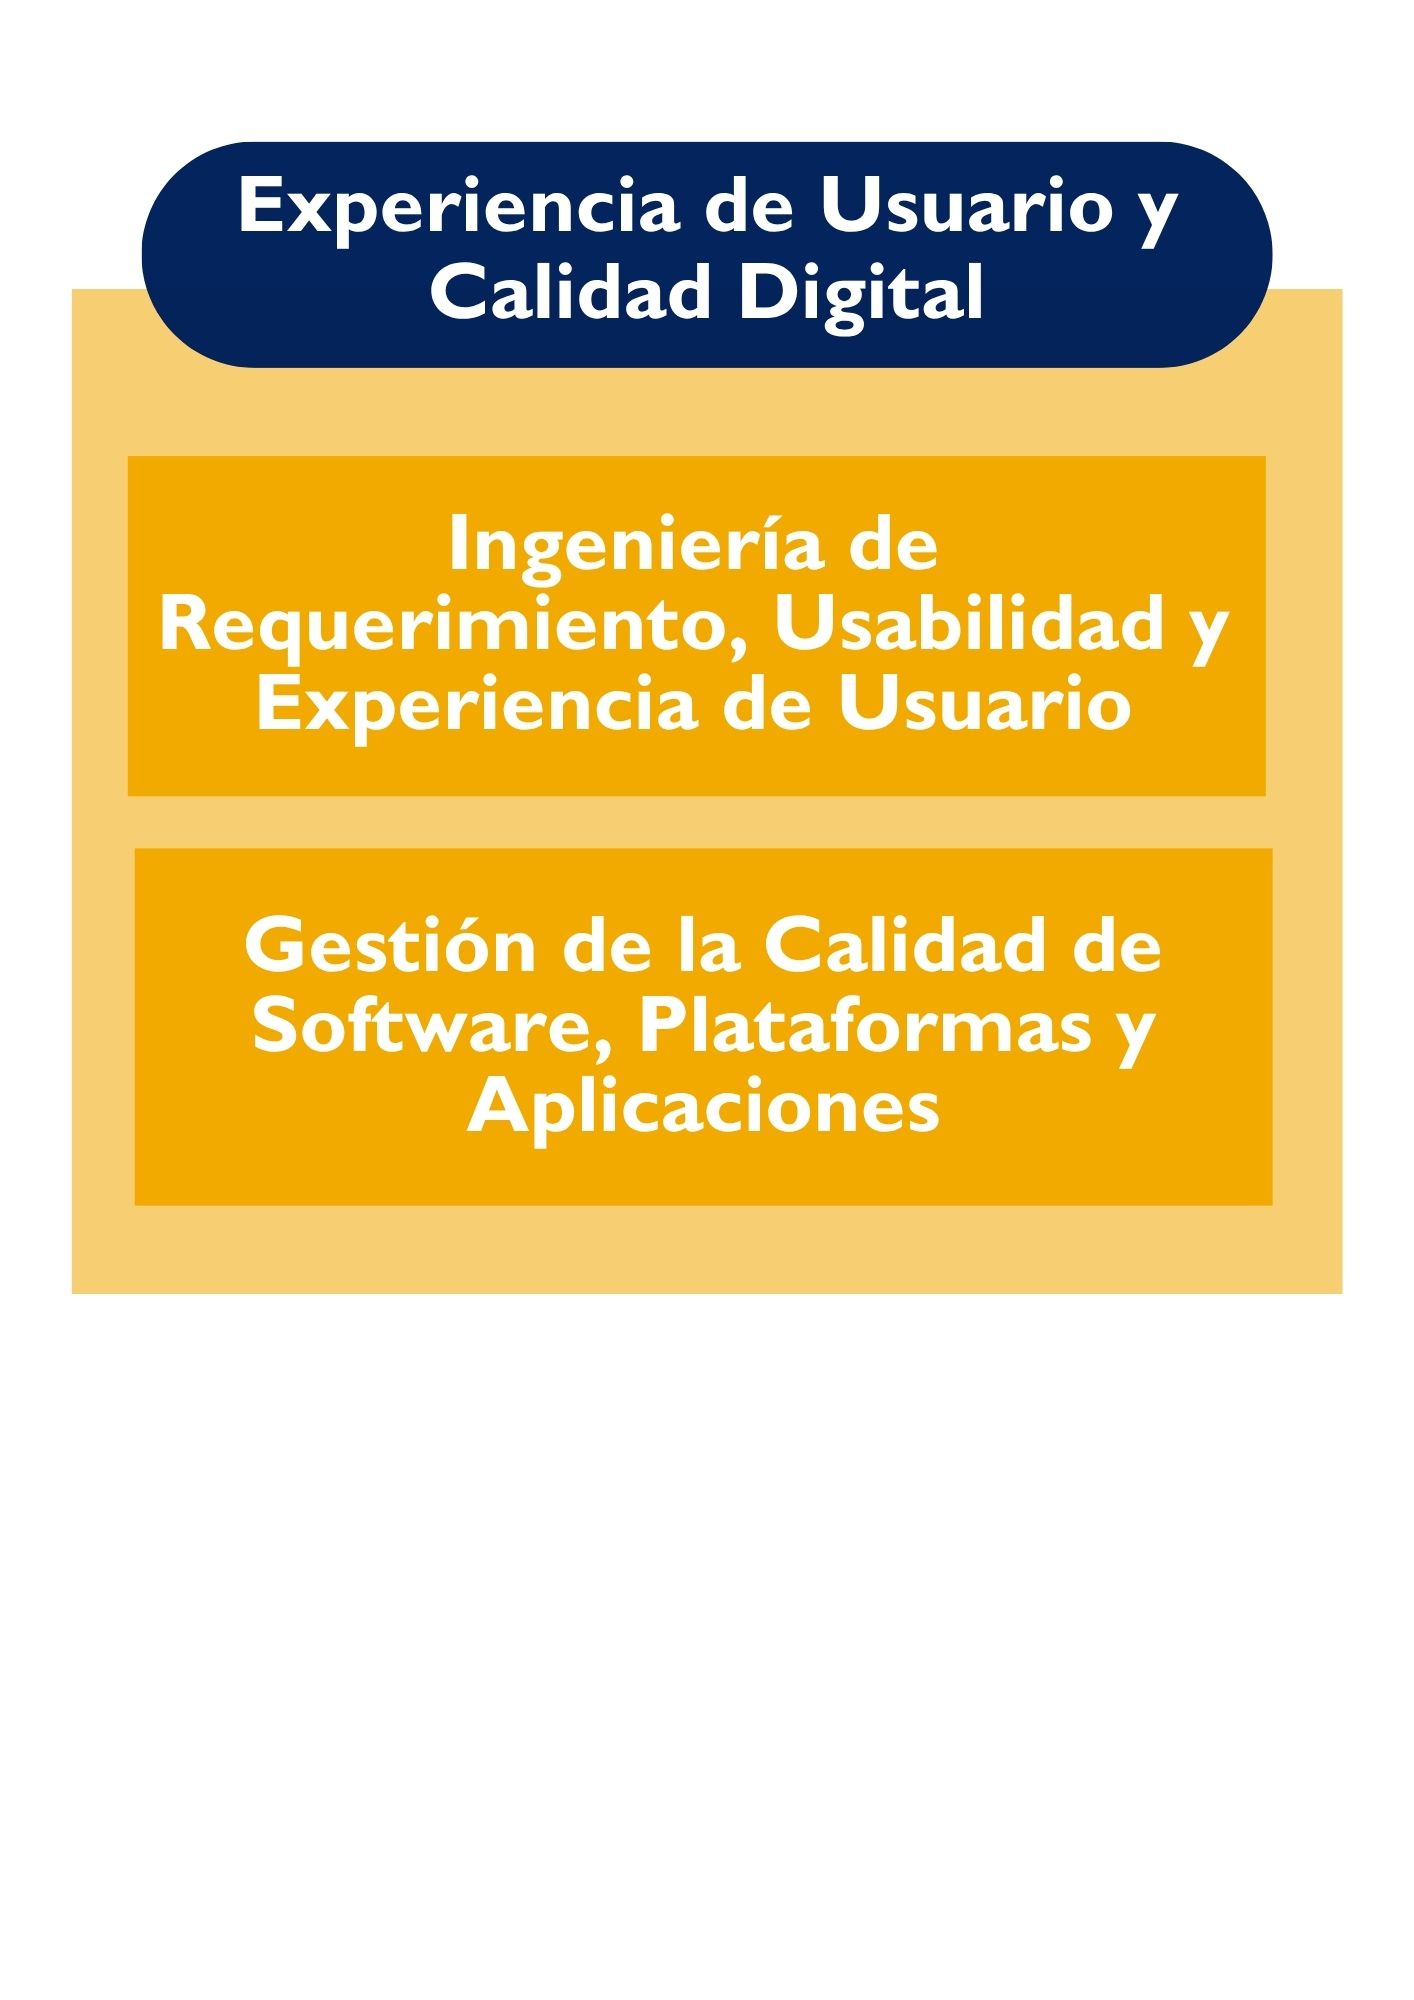 Experiencia de Usuario y
Calidad Digital
Ingeniería de
Requerimiento, Usabilidad y
Experiencia de Usuario
Gestión de la Calidad de
Software, Plataformas y
Aplicaciones